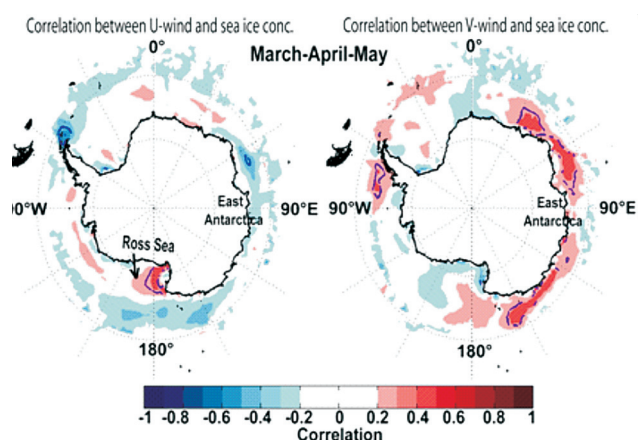 Correlation between U-wind and sea ice conc.
Correlation between V-wind and sea ice conc.
0°
March-April-May
0°
0°W
East
Antarctica
90°E
90°W
East
Antarctica
90°E
Ross Sea
180°
180°
-1 -0.8 -0.6 -0.4 -0.2 0 0.2 0.4 0.6 0.8 1
Correlation